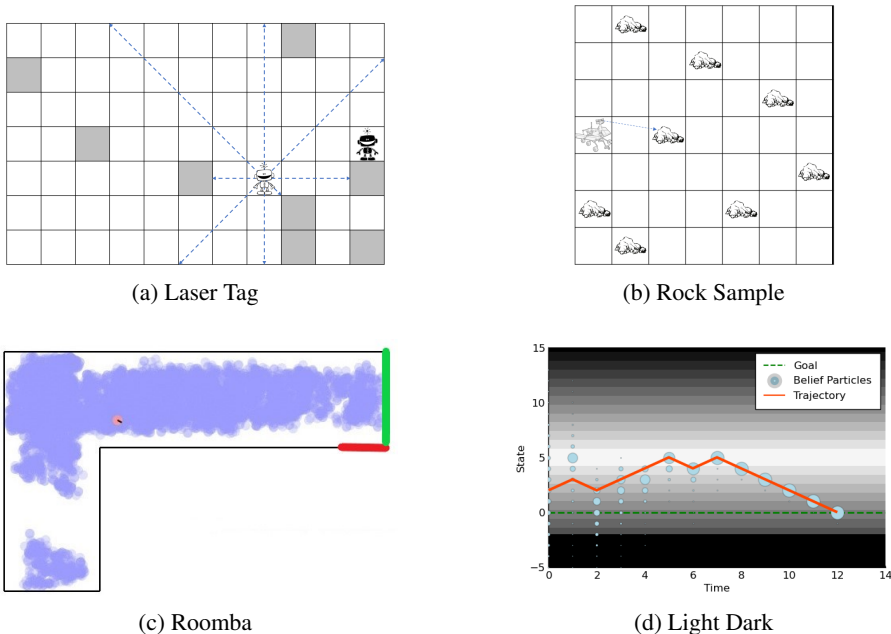 (a) Laser Tag
(b) Rock Sample
(c) Roomba
15
10
5
0
−5
State
0
2
4
6
8
10
12
14
Time
Goal
Belief Particles
Trajectory
(d) Light Dark